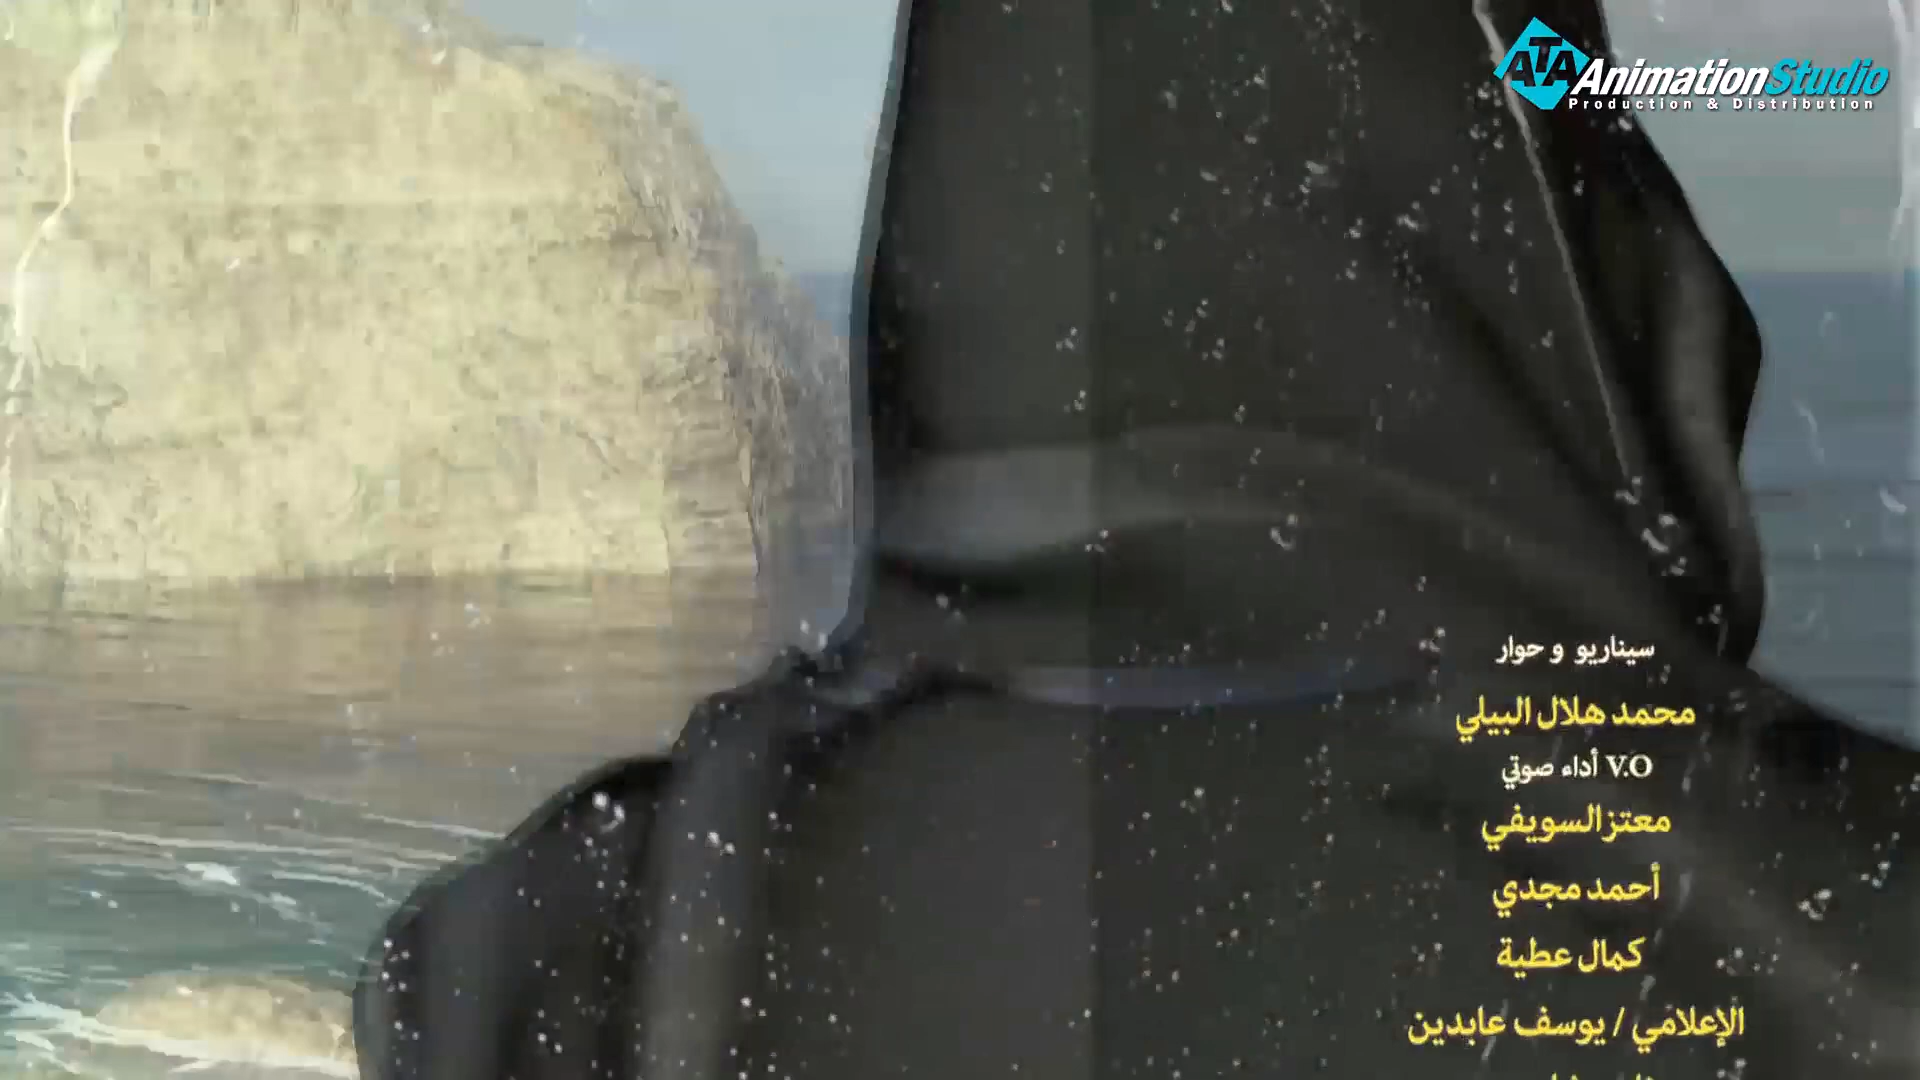 ATA AnimationStudio
Production & Distribution
سيناريو و حوار
محمد هلال البيلي
V.O أداء صوتي
معتز السويفي
أحمد مجدي
كمال عطية
الإعلامي / يوسف عابدين